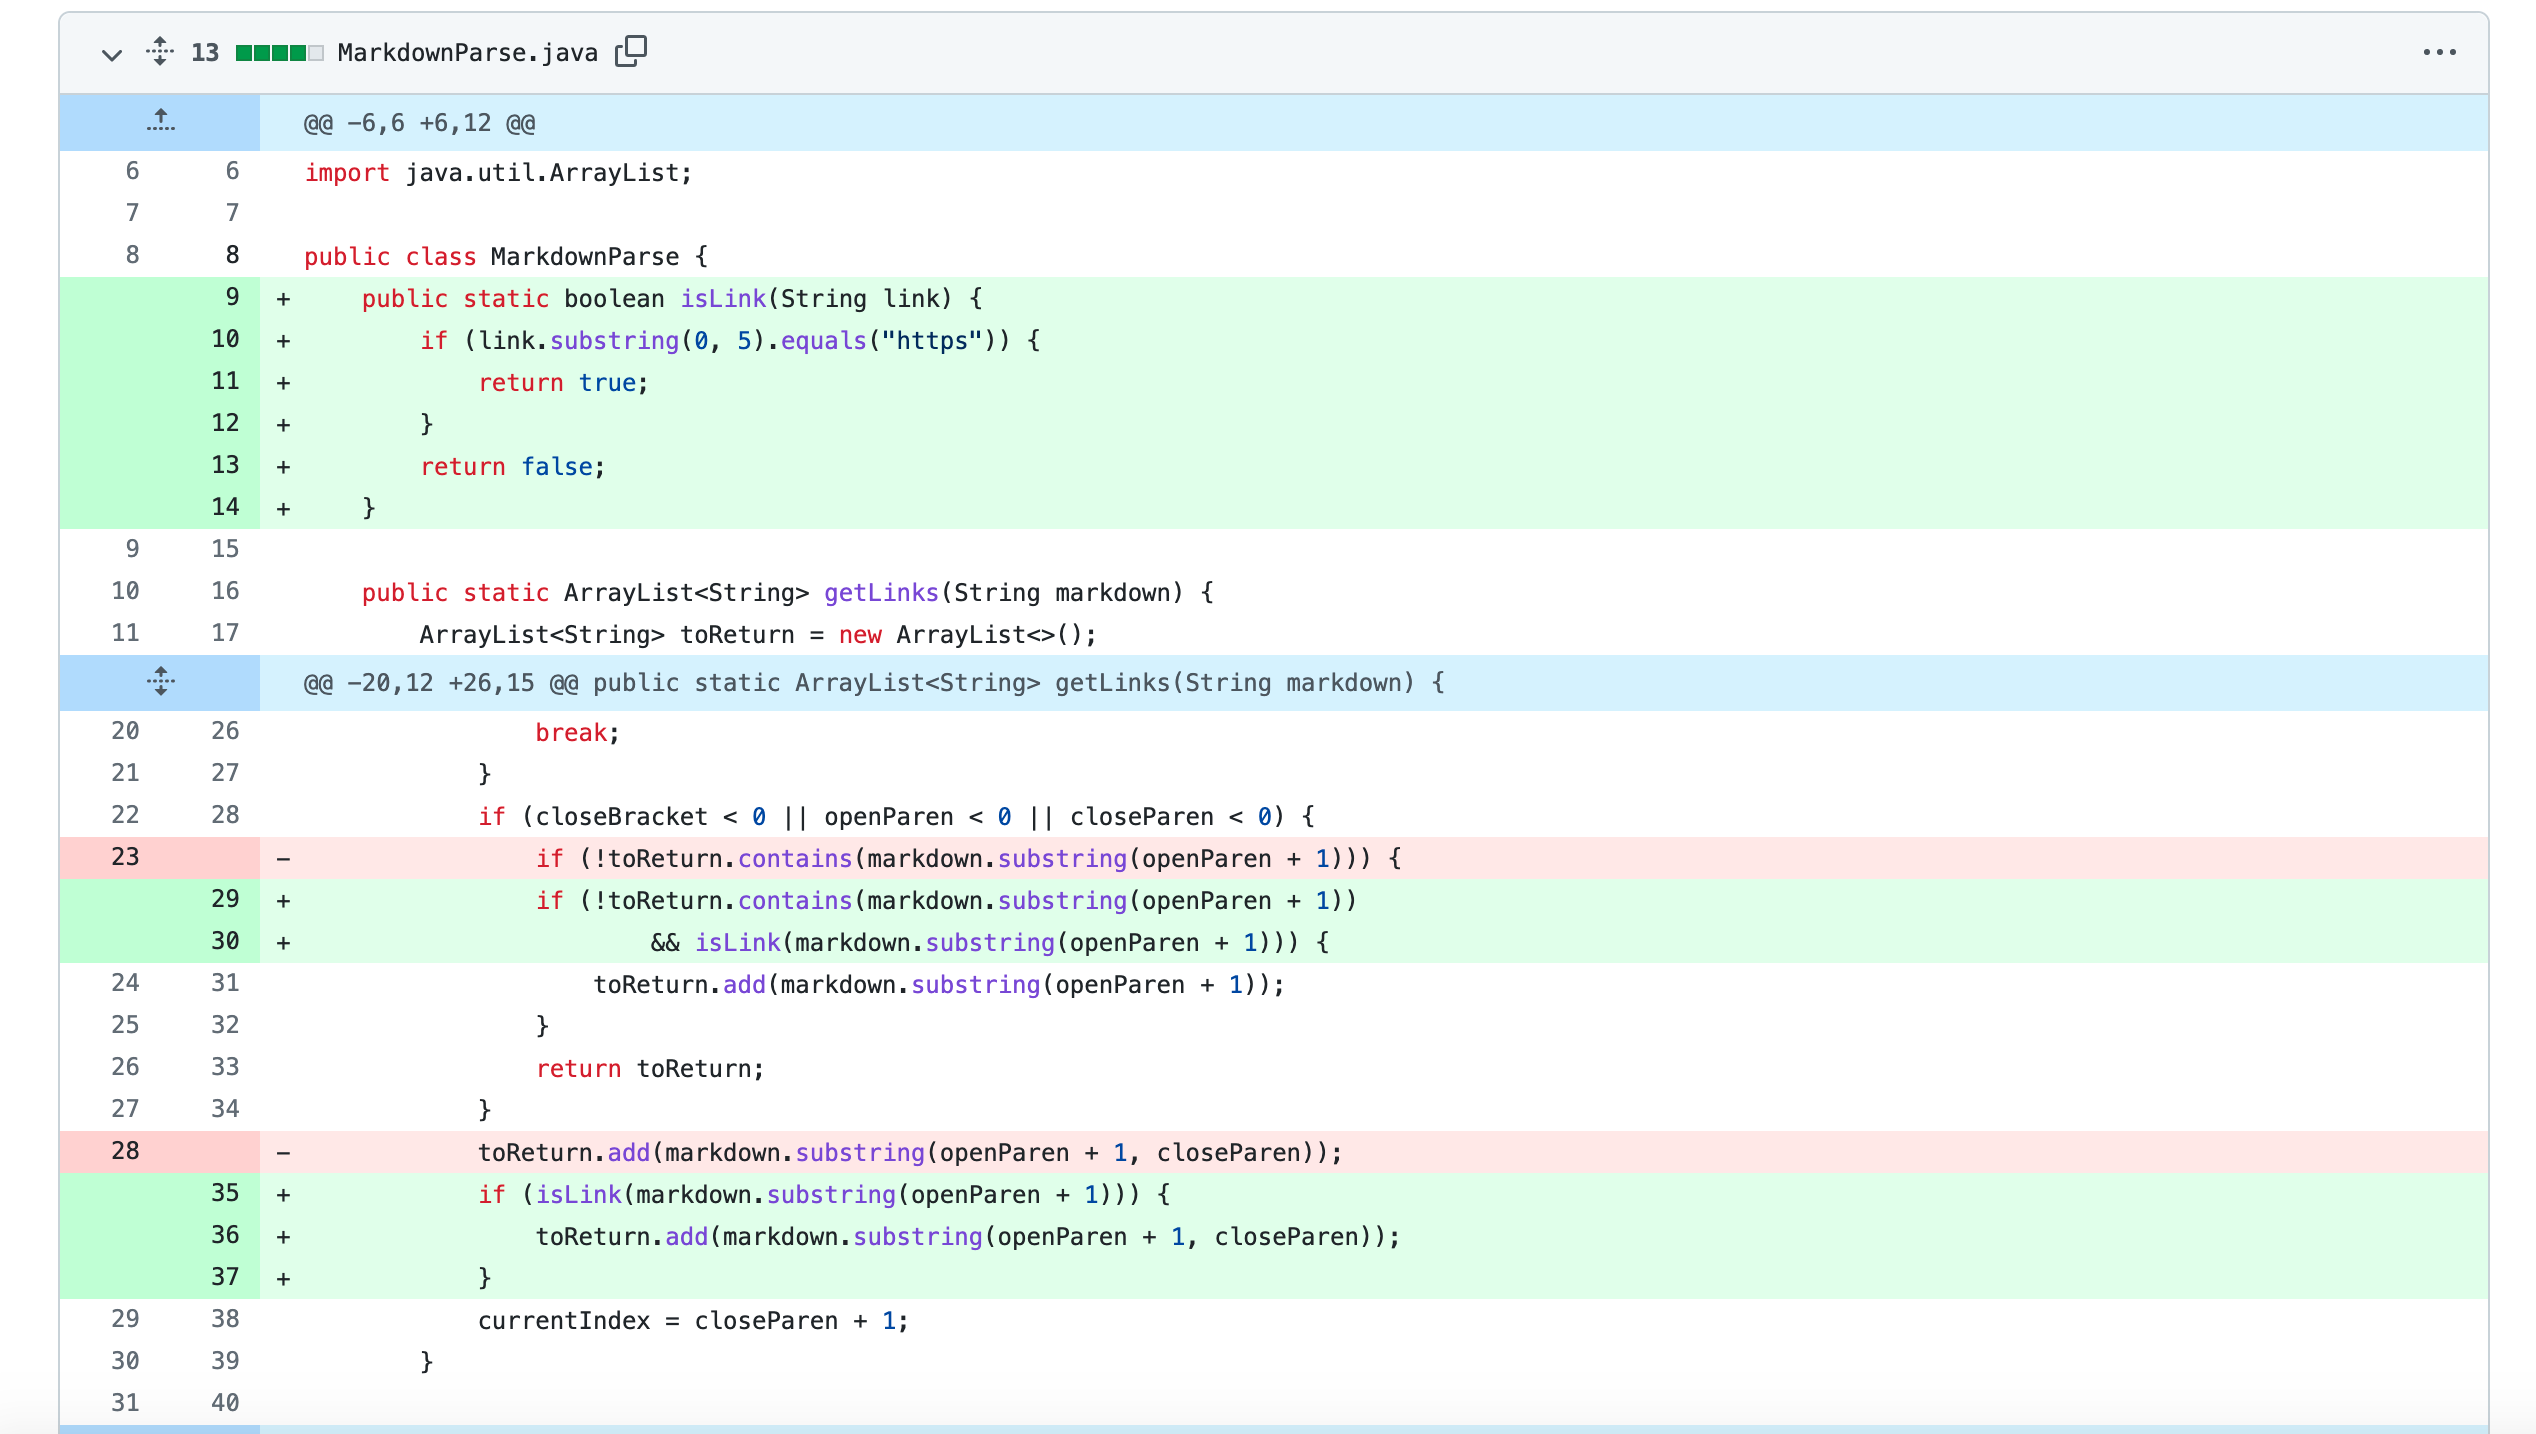 13 MarkdownParse.java
@@ -6,6 +6,12 @@
6 6 import java.util.ArrayList;
7 7
8 8 public class MarkdownParse {
9 + public static boolean isLink(String link) {
10 + if (link.substring(0, 5).equals("https")) {
11 + return true;
12 + }
13 + return false;
14 + }
9 15
10 16 public static ArrayList<String> getLinks(String markdown) {
11 17 ArrayList<String> toReturn = new ArrayList<>();
@@ -20,12 +26,15 @@ public static ArrayList<String> getLinks(String markdown) {
20 26 break;
21 27 }
22 28 if (closeBracket < 0 || openParen < 0 || closeParen < 0) {
23 - if (!toReturn.contains(markdown.substring(openParen + 1))) {
29 + if (!toReturn.contains(markdown.substring(openParen + 1))
30 + && isLink(markdown.substring(openParen + 1))) {
24 31 toReturn.add(markdown.substring(openParen + 1));
25 32 }
26 33 return toReturn;
27 34 }
28 - toReturn.add(markdown.substring(openParen + 1, closeParen));
35 + if (isLink(markdown.substring(openParen + 1))) {
36 + toReturn.add(markdown.substring(openParen + 1, closeParen));
37 + }
29 38 currentIndex = closeParen + 1;
30 39 }
31 40